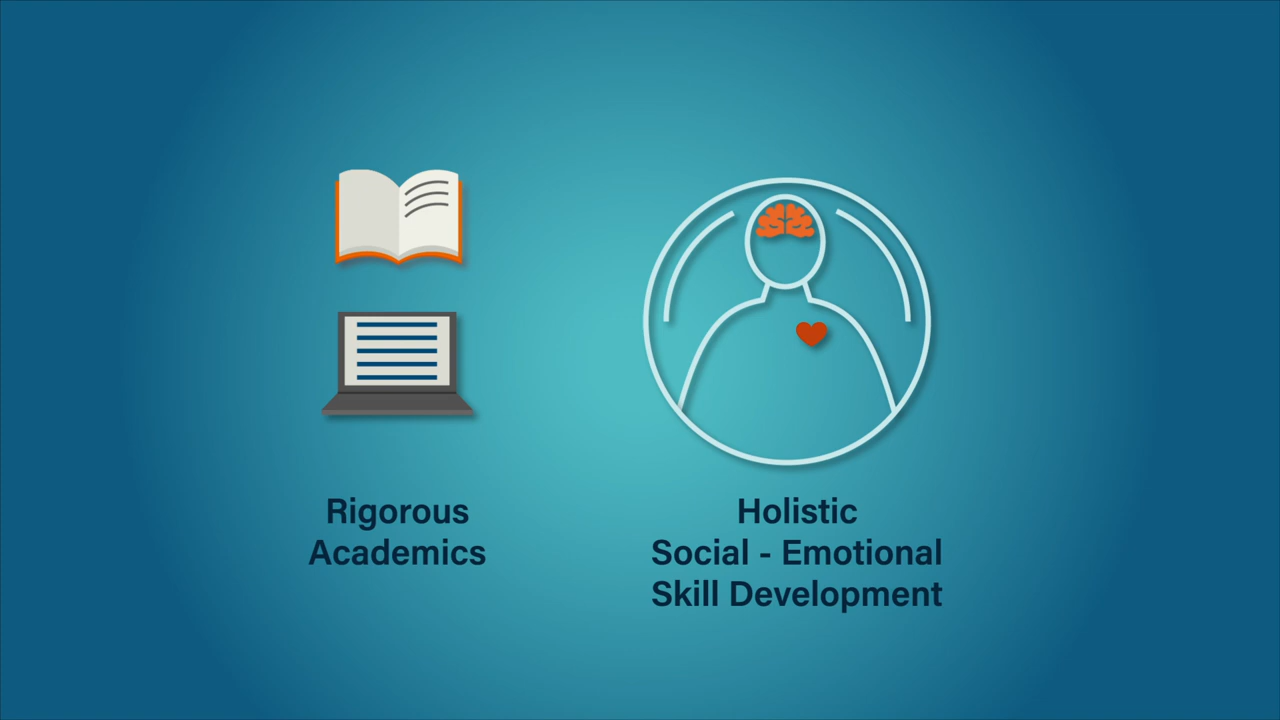 Rigorous
Academics
Holistic
Social - Emotional
Skill Development